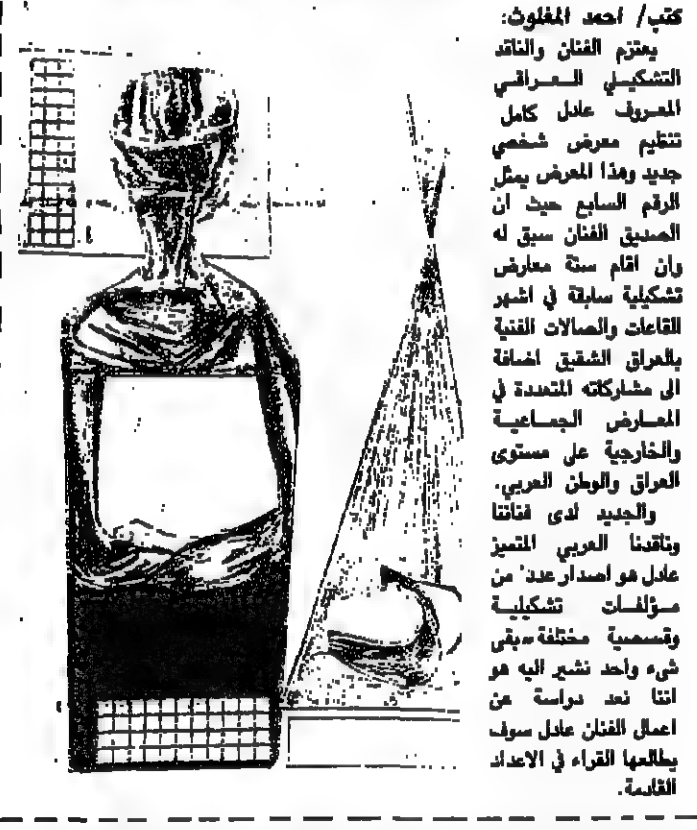 كتب/ احمد المغلوث:
يعتزم الفنان والناقد
التشكيلي العراقي
المعروف عادل كامل
تنظيم معرض شخصي
جديد وهذا المعرض يمثل
الرقم السابع حيث ان
الصديق الفنان سبق له
وان اقام ستة معارض
تشكيلية سابقة في اشهر
القاعات والصالات الفنية
بالعراق الشقيق اضافة
الى مشاركاته المتعددة في
المعارض الجماعية
والخارجية على مستوى
العراق والوطن العربي.
والجديد لدى فناننا
وناقدنا العربي المتميز
عادل هو اصدار عدد من
مؤلفات تشكيلية
وقصصية مختلفة - بقى
شيء واحد نشير اليه هو
اننا نعد دراسة عن
اعمال الفنان عادل سوف
يطالعها القراء في الاعداد
القادمة.